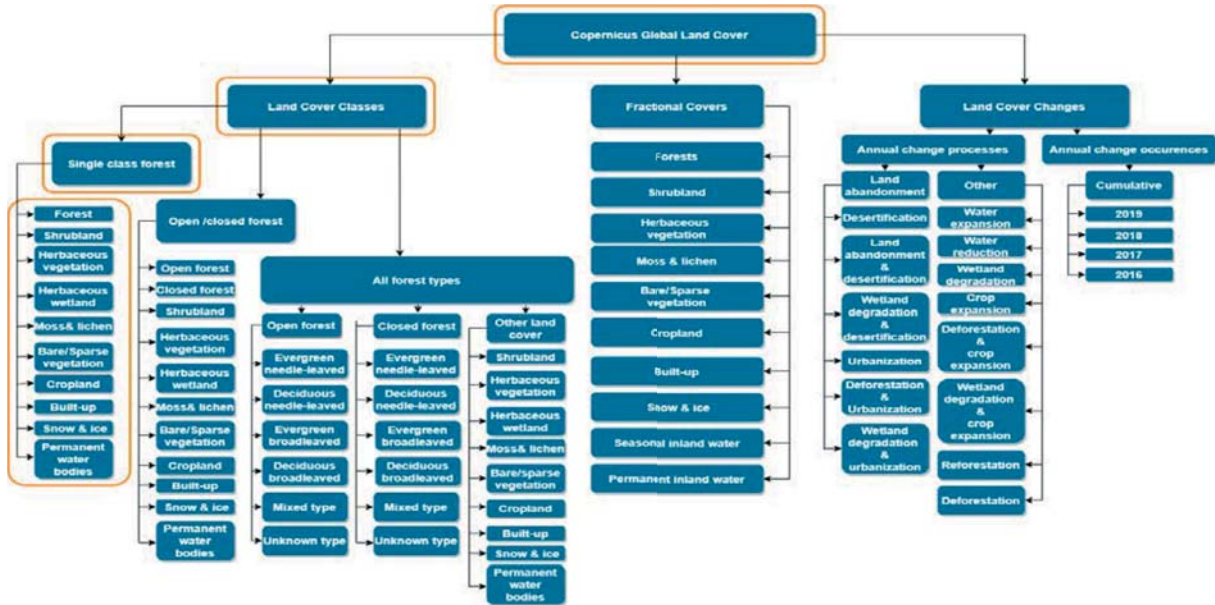 Copernicus Global Land Cover
Land Cover Classes
Fractional Covers
Land Cover Changes
Single class forest
Forest
Shrubland
Herbaceous
vegetation
Herbaceous
wetland
Moss& lichen
Bare/Sparse
vegetation
Cropland
Built-up
Snow & ice
Permanent
water bodies
Open /closed forest
Open forest
Closed forest
Shrubland
Herbaceous
vegetation
Herbaceous
wetland
Moss& lichen
Bare/Sparse
vegetation
Cropland
Built-up
Snow & ice
Permanent
water
bodies
All forest types
Open forest
Evergreen
needle-leaved
Deciduous
needle-leaved
Evergreen
broadleaved
Deciduous
broadleaved
Mixed type
Unknown type
Closed forest
Evergreen
needle-leaved
Deciduous
needle-leaved
Evergreen
broadleaved
Deciduous
broadleaved
Mixed type
Unknown type
Other land
cover
Shrubland
Herbaceous
vegetation
Herbaceous
wetland
Moss& lichen
Bare/sparse
vegetation
Cropland
Built-up
Snow & ice
Permanent
water
bodies
Forests
Shrubland
Herbaceous
vegetation
Moss & lichen
Bare/Sparse
vegetation
Cropland
Built-up
Snow & ice
Seasonal inland water
Permanent inland water
Annual change processes
Land
abandonment
Desertification
Land
abandonment
&
desertification
Wetland
degradation
&
desertification
Urbanization
Deforestation
&
Urbanization
Wetland
degradation &
urbanization
Other
Water
expansion
Water
reduction
Wetland
degradation
Crop
expansion
Deforestation
&
crop
expansion
Wetland
degradation
&
crop
expansion
Reforestation
Deforestation
Annual change occurences
Cumulative
2019
2018
2017
2016